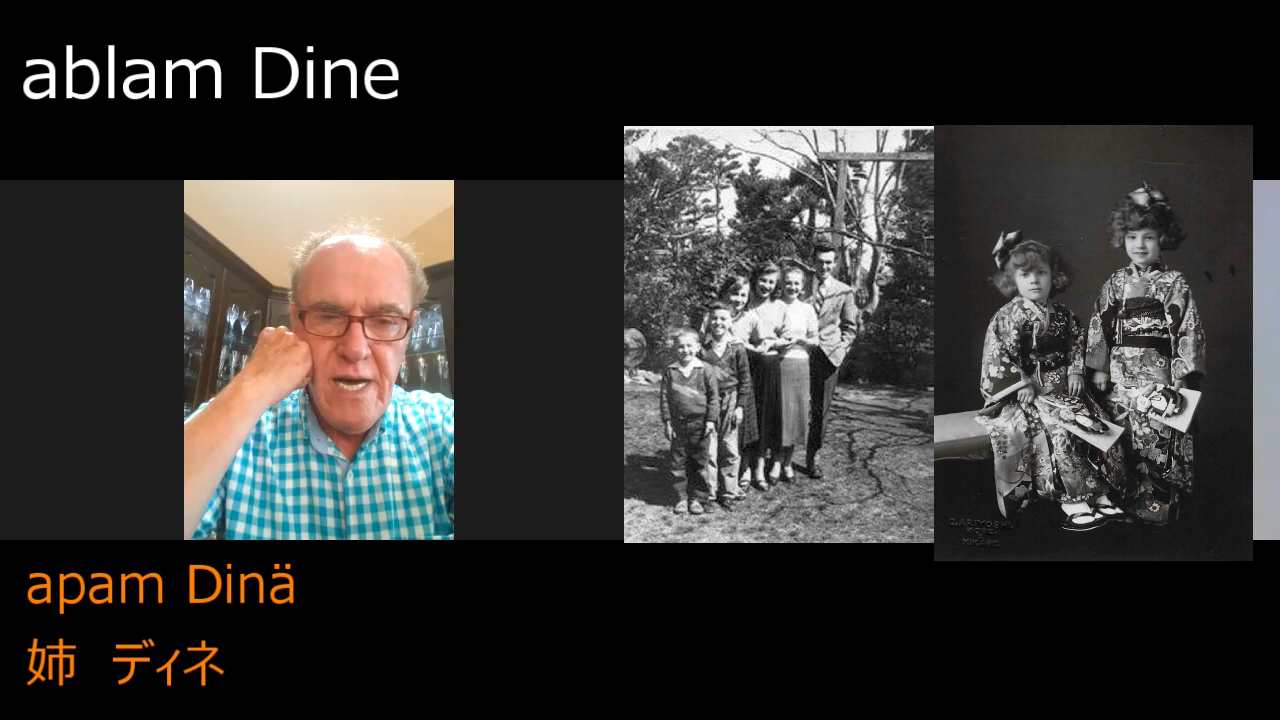 ablam Dine
apam Dinä
姉　ディネ